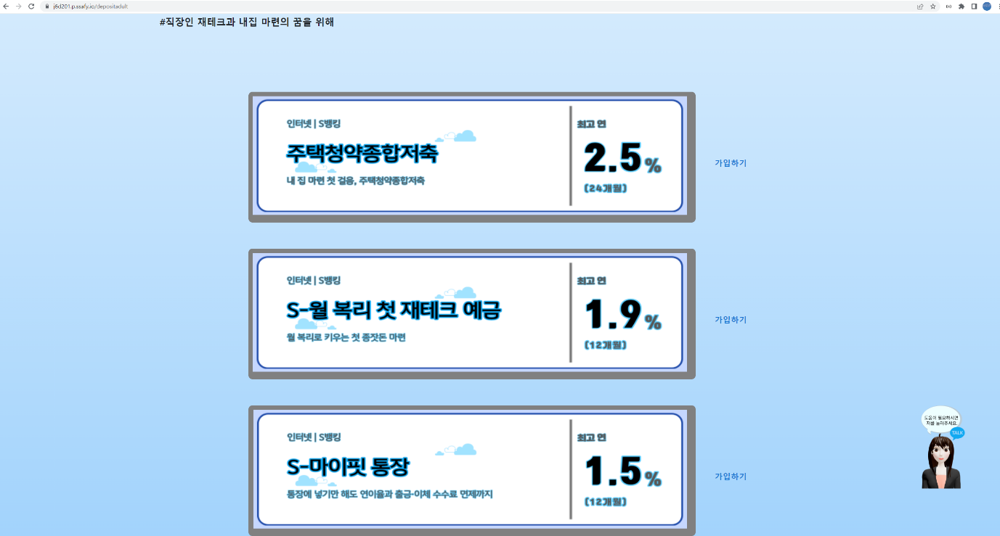 j6d201.p.ssafy.io/depositadult
#직장인 재테크과 내집 마련의 꿈을 위해
인터넷 | S뱅킹
주택청약종합저축
내 집 마련 첫 걸음, 주택청약종합저축
최고 연
2.5%
(24개월)
가입하기
인터넷 | S뱅킹
S-월 복리 첫 재테크 예금
월 복리로 키우는 첫 종잣돈 마련
최고 연
1.9%
(12개월)
가입하기
인터넷 | S뱅킹
S-마이핏 통장
통장에 넣기만 해도 연이율과 출금·이체 수수료 면제까지
최고 연
1.5%
(12개월)
가입하기
도움이 필요하시면
저를 눌러주세요.
TALK